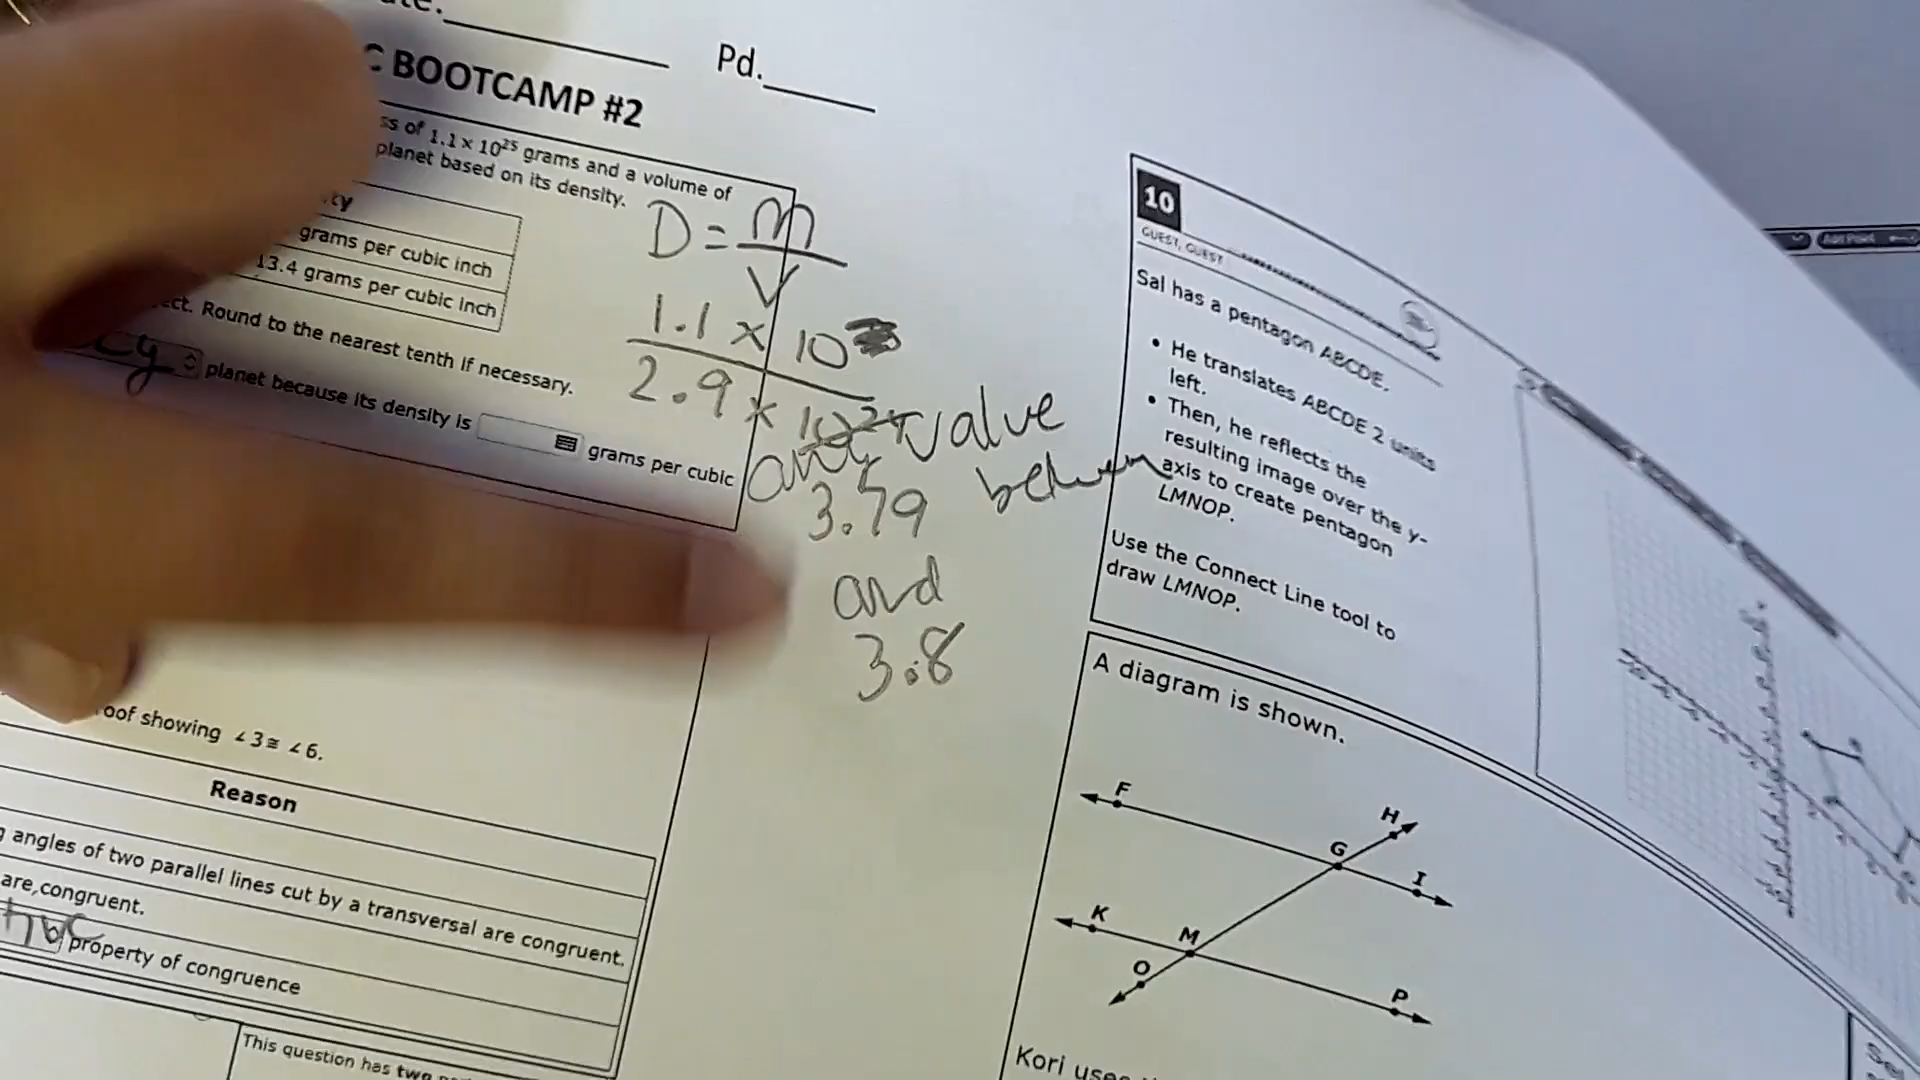 Pd.
BOOTCAMP #2
of 1.1 x 10²⁵ grams and a volume of
planet based on its density.
grams per cubic inch
13.4 grams per cubic inch
Round to the nearest tenth if necessary.
planet because its density is
grams per cubic
D = m
V
1.1 x 10
2.9 x
value
between
3.79
and
3.8
showing ∠3 ≅ ∠6.
Reason
angles of two parallel lines cut by a transversal are congruent.
are congruent.
property of congruence
This question has two
10
GUEST, GUEST
Sal has a pentagon ABCDE.
• He translates ABCDE 2 units
left.
• Then, he reflects the
resulting image over the y-
axis to create pentagon
LMNOP.
Use the Connect Line tool to
draw LMNOP.
A diagram is shown.
F
H
G
I
K
M
O
P
Kori
Add Point